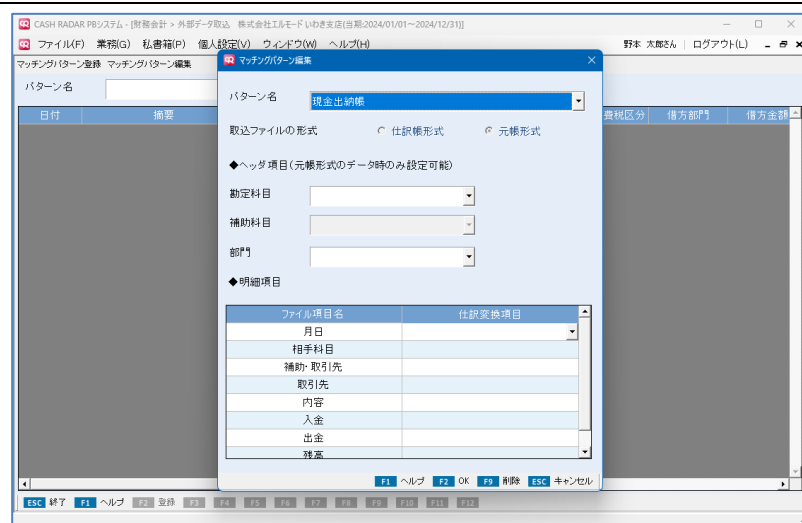 CASH RADAR PBシステム - [財務会計 > 外部データ取込 株式会社エルモード いわき支店(当期:2024/01/01～2024/12/31)]
ファイル(F) 業務(G) 私書箱(P) 個人設定(V) ウィンドウ(W) ヘルプ(H) 野本 太郎さん | ログアウト(L)
マッチングパターン登録 マッチングパターン編集
パターン名
日付 摘要 費税区分 借方部門 借方金額
マッチングパターン編集
パターン名 現金出納帳
取込ファイルの形式 仕訳帳形式 元帳形式
◆ヘッダ項目(元帳形式のデータ時のみ設定可能)
勘定科目
補助科目
部門
◆明細項目
ファイル項目名 仕訳変換項目
月日
相手科目
補助・取引先
取引先
内容
入金
出金
残高
F1 ヘルプ F2 OK F9 削除 ESC キャンセル
ESC 終了 F1 ヘルプ F2 登録 F3 F4 F5 F6 F7 F8 F9 F10 F11 F12